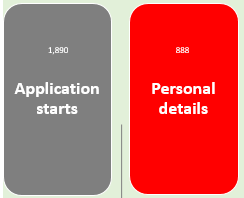 1,890
Application
starts
888
Personal
details